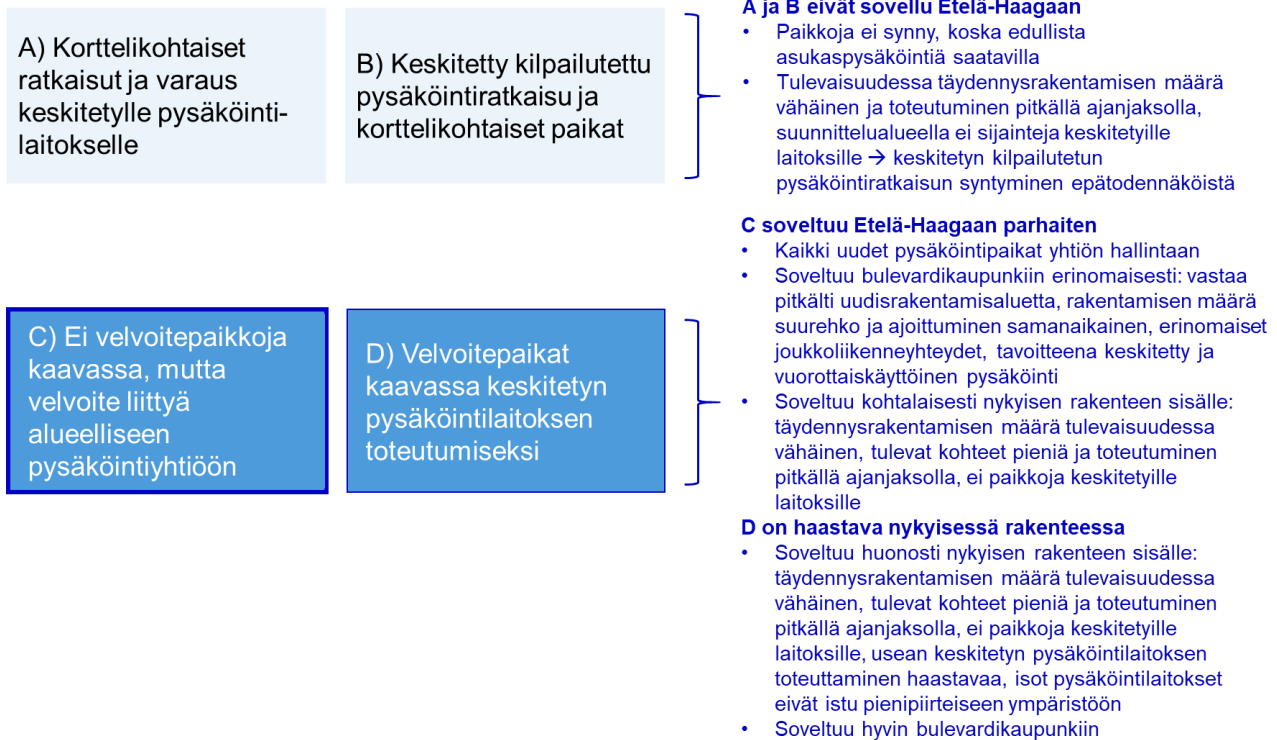 A) Korttelikohtaiset
ratkaisut ja varaus
keskitetylle pysäköinti-
laitokselle
B) Keskitetty kilpailutettu
pysäköintiratkaisu ja
korttelikohtaiset paikat
A ja B eivät sovellu Etelä-Haagaan
• Paikkoja ei synny, koska edullista
asukaspysäköintiä saatavilla
• Tulevaisuudessa täydennysrakentamisen määrä
vähäinen ja toteutuminen pitkällä ajanjaksolla,
suunnittelualueella ei sijainteja keskitetyille
laitoksille → keskitetyn kilpailutetun
pysäköintiratkaisun syntyminen epätodennäköistä
C) Ei velvoitepaikkoja
kaavassa, mutta
velvoite liittyä
alueelliseen
pysäköintiyhtiöön
D) Velvoitepaikat
kaavassa keskitetyn
pysäköintilaitoksen
toteutumiseksi
C soveltuu Etelä-Haagaan parhaiten
• Kaikki uudet pysäköintipaikat yhtiön hallintaan
• Soveltuu bulevardikaupunkiin erinomaisesti: vastaa
pitkälti uudisrakentamisaluetta, rakentamisen määrä
suurehko ja ajoittuminen samanaikainen, erinomaiset
joukkoliikenneyhteydet, tavoitteena keskitetty ja
vuorottaiskäyttöinen pysäköinti
• Soveltuu kohtalaisesti nykyisen rakenteen sisälle:
täydennysrakentamisen määrä tulevaisuudessa
vähäinen, tulevat kohteet pieniä ja toteutuminen
pitkällä ajanjaksolla, ei paikkoja keskitetyille
laitoksille
D on haastava nykyisessä rakenteessa
• Soveltuu huonosti nykyisen rakenteen sisälle:
täydennysrakentamisen määrä tulevaisuudessa
vähäinen, tulevat kohteet pieniä ja toteutuminen
pitkällä ajanjaksolla, ei paikkoja keskitetyille
laitoksille, usean keskitetyn pysäköintilaitoksen
toteuttaminen haastavaa, isot pysäköintilaitokset
eivät istu pienipiirteiseen ympäristöön
• Soveltuu hyvin bulevardikaupunkiin